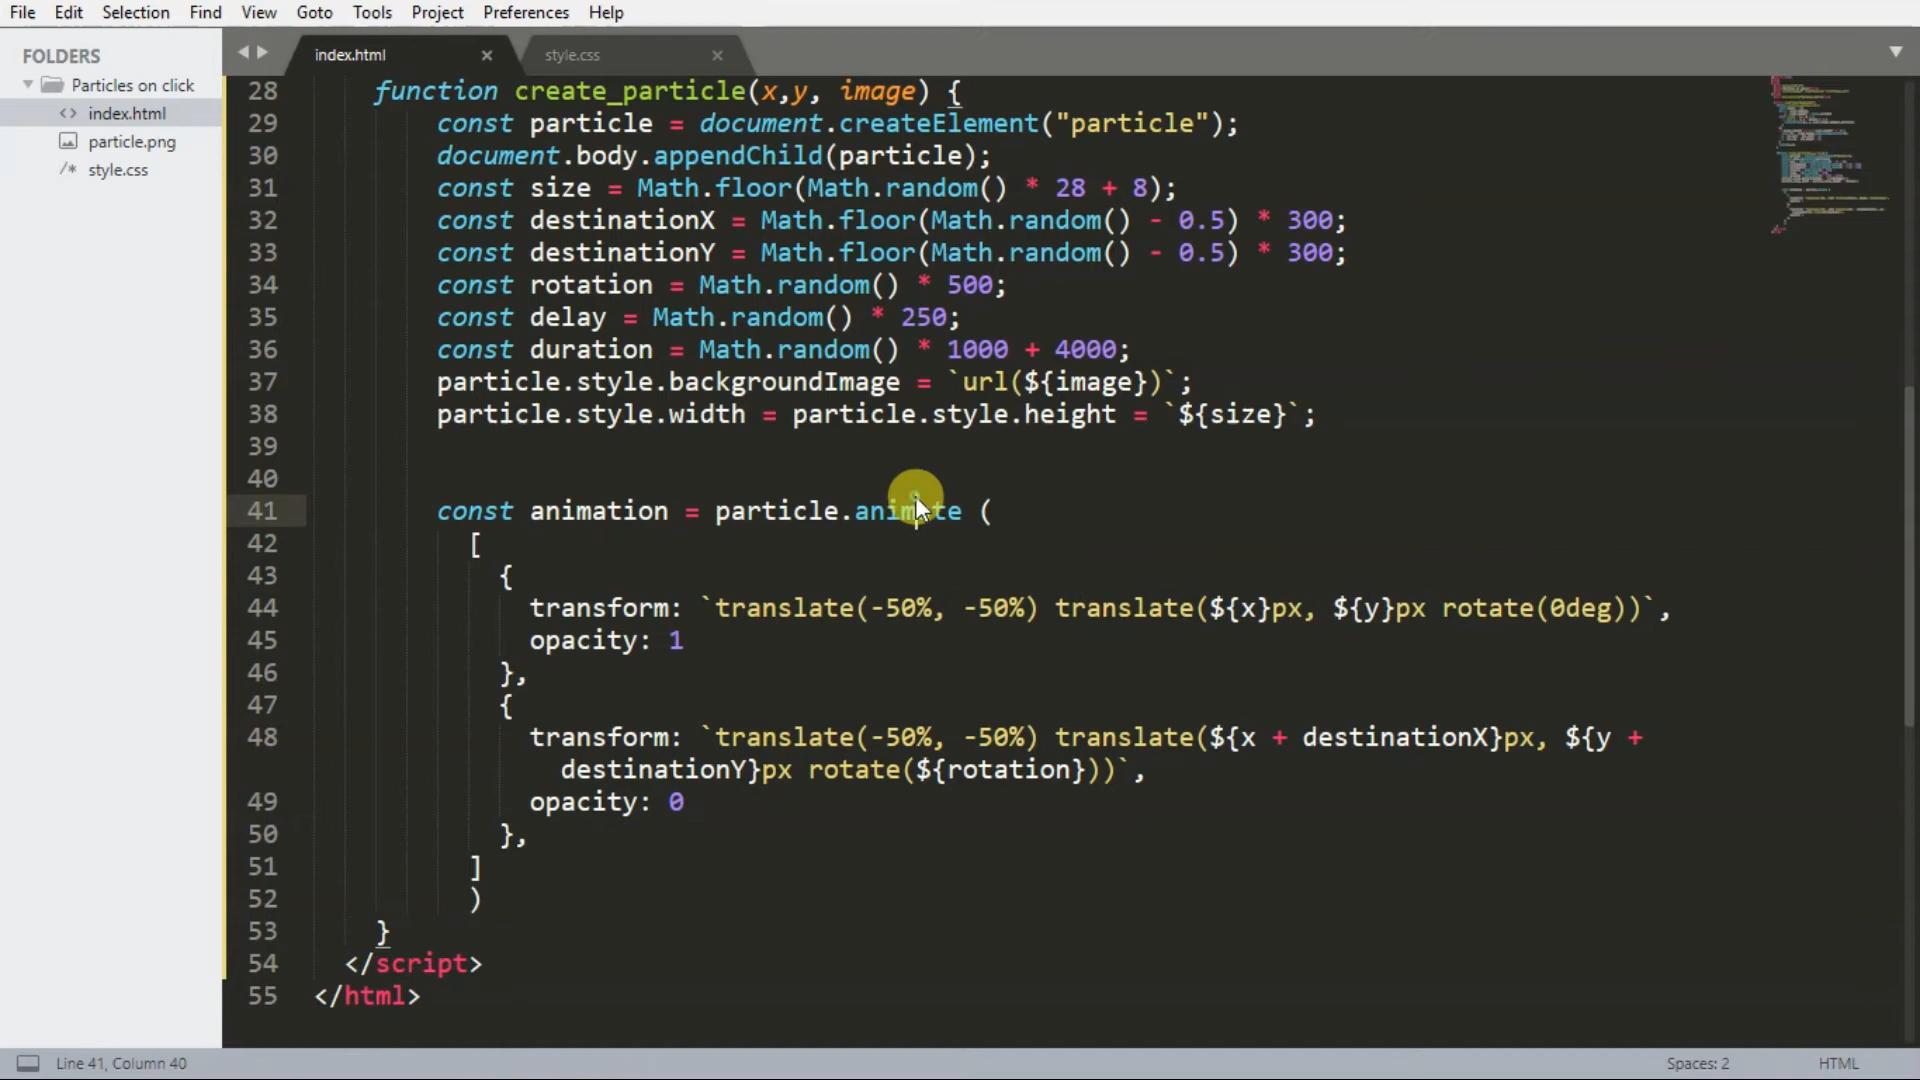 File Edit Selection Find View Goto Tools Project Preferences Help
FOLDERS
Particles on click
<> index.html
particle.png
/* style.css
index.html ×
style.css ×
28 function create_particle(x,y, image) {
29 const particle = document.createElement("particle");
30 document.body.appendChild(particle);
31 const size = Math.floor(Math.random() * 28 + 8);
32 const destinationX = Math.floor(Math.random() - 0.5) * 300;
33 const destinationY = Math.floor(Math.random() - 0.5) * 300;
34 const rotation = Math.random() * 500;
35 const delay = Math.random() * 250;
36 const duration = Math.random() * 1000 + 4000;
37 particle.style.backgroundImage = `url(${image})`;
38 particle.style.width = particle.style.height = `${size}`;
39
40
41 const animation = particle.animate (
42 [
43 {
44 transform: `translate(-50%, -50%) translate(${x}px, ${y}px rotate(0deg))`,
45 opacity: 1
46 },
47 {
48 transform: `translate(-50%, -50%) translate(${x + destinationX}px, ${y +
destinationY}px rotate(${rotation}))`,
49 opacity: 0
50 },
51 ]
52 )
53 }
54 </script>
55 </html>
Line 41, Column 40
Spaces: 2
HTML